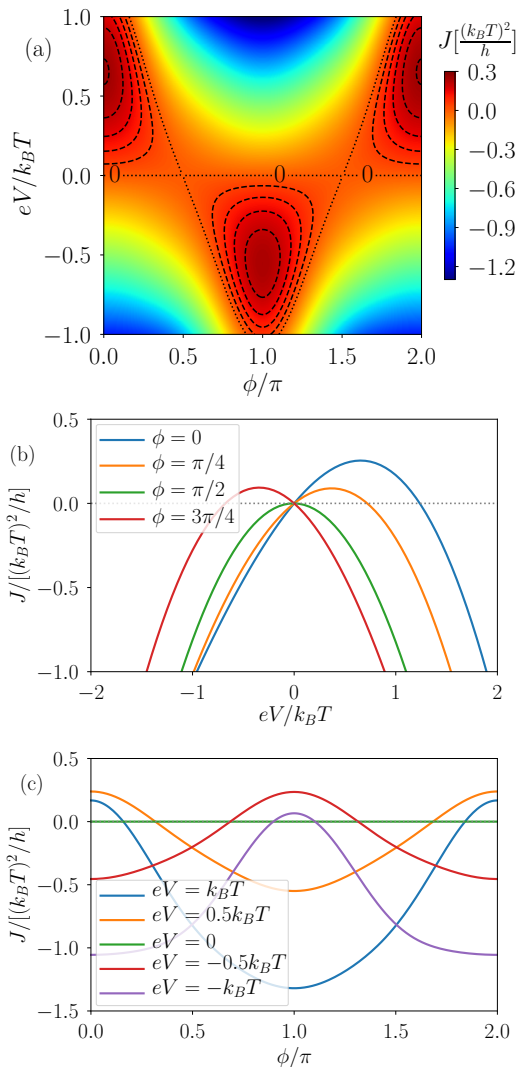 (a)
J[(k_BT)^2/h]
eV/k_BT
1.0
0.5
0.0
−0.5
−1.0
0 0 0
0.3
0.0
−0.3
−0.6
−0.9
−1.2
0.0 0.5 1.0 1.5 2.0
ϕ/π
(b)
J/[(k_BT)^2/h]
0.5
0.0
−0.5
−1.0
ϕ = 0
ϕ = π/4
ϕ = π/2
ϕ = 3π/4
−2 −1 0 1 2
eV/k_BT
(c)
J/[(k_BT)^2/h]
0.5
0.0
−0.5
−1.0
−1.5
eV = k_BT
eV = 0.5k_BT
eV = 0
eV = −0.5k_BT
eV = −k_BT
0.0 0.5 1.0 1.5 2.0
ϕ/π